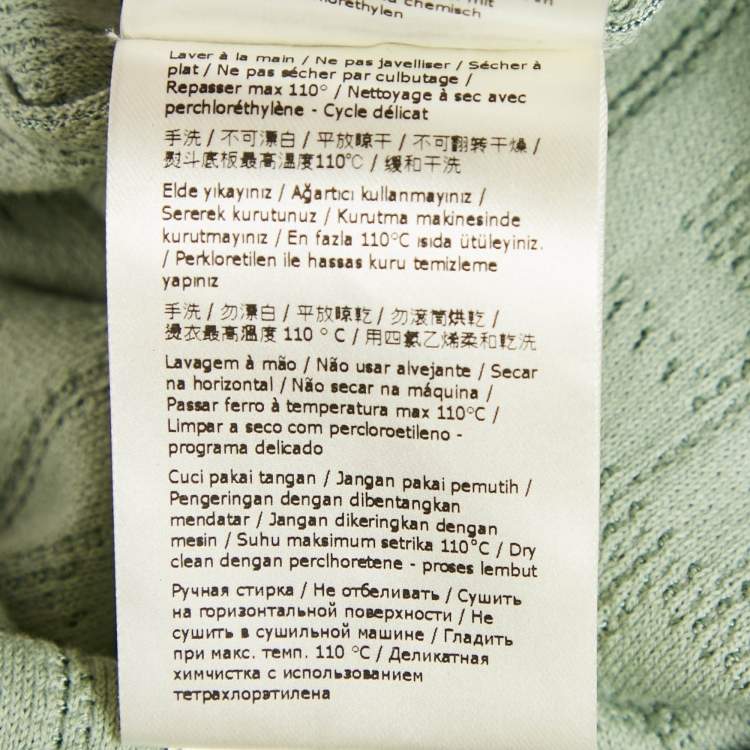 chemisch
Laver à la main / Ne pas javelliser / Sécher à
plat / Ne pas sécher par culbutage /
Repasser max 110° / Nettoyage à sec avec
perchloréthylène - Cycle délicat
手洗 / 不可漂白 / 平放晾干 / 不可翻转干燥 /
熨斗底板最高温度110°C / 缓和干洗
Elde yıkayınız / Ağartıcı kullanmayınız /
Sererek kurutunuz / Kurutma makinesinde
kurutmayınız / En fazla 110°C ısıda ütüleyiniz.
/ Perkloretilen ile hassas kuru temizleme
yapınız
手洗 / 勿漂白 / 平放晾乾 / 勿滾筒烘乾 /
燙衣最高溫度 110 ° C / 用四氯乙烯柔和乾洗
Lavagem à mão / Não usar alvejante / Secar
na horizontal / Não secar na máquina /
Passar ferro à temperatura max 110°C /
Limpar a seco com percloroetileno -
programa delicado
Cuci pakai tangan / Jangan pakai pemutih /
Pengeringan dengan dibentangkan
mendatar / Jangan dikeringkan dengan
mesin / Suhu maksimum setrika 110°C / Dry
clean dengan perclhoretene - proses lembut
Ручная стирка / Не отбеливать / Сушить
на горизонтальной поверхности / Не
сушить в сушильной машине / Гладить
при макс. темп. 110 °C / Деликатная
химчистка с использованием
тетрахлорэтилена